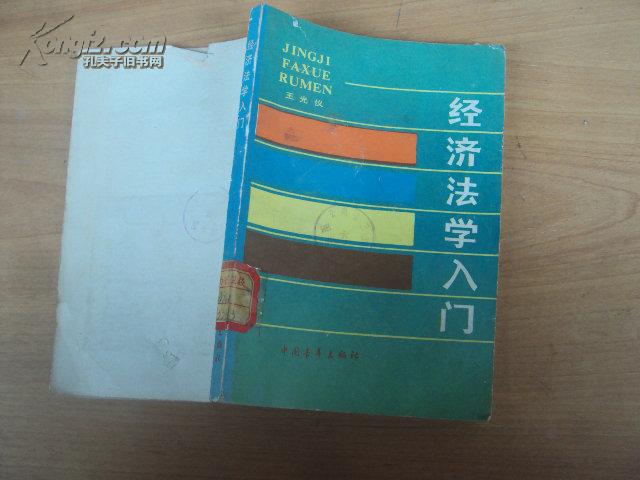 Kongfz.com
孔夫子旧书网
JINGJI
FAXUE
RUMEN
王光仪
经济法学入门
中国青年出版社
经济法学入门